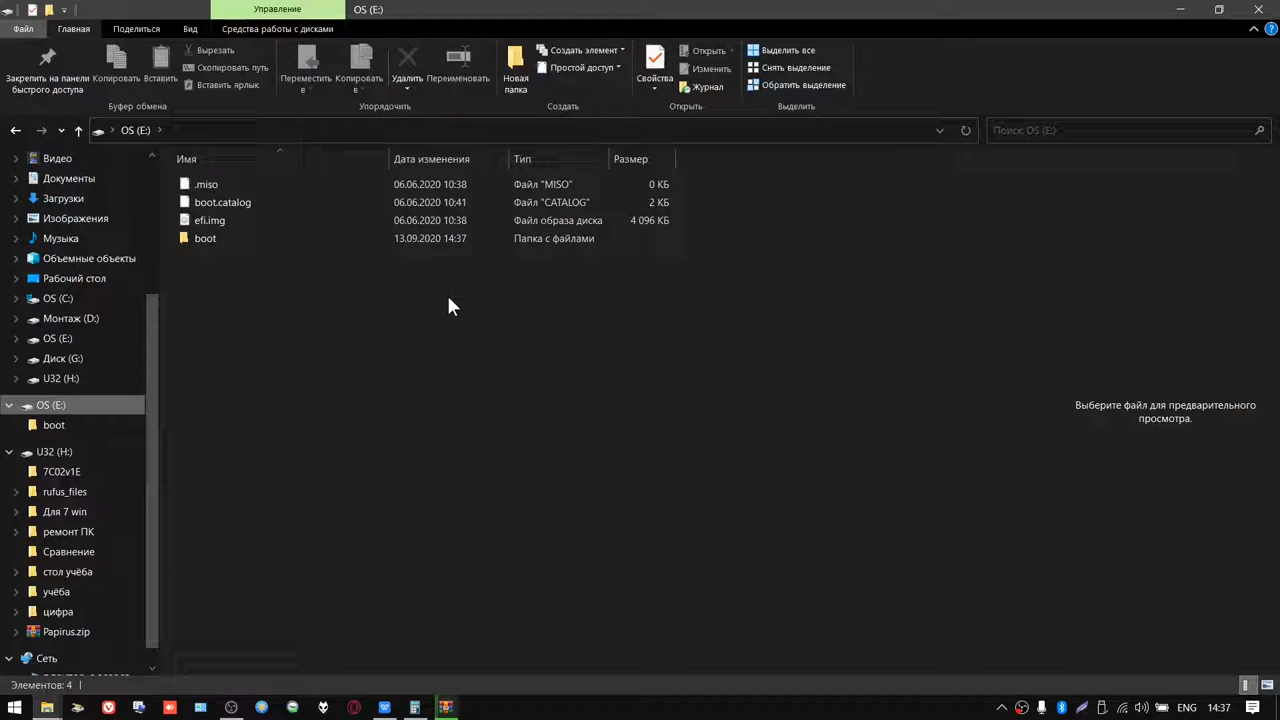 Управление
OS (E:)
Файл
Главная
Поделиться
Вид
Средства работы с дисками
Закрепить на панели
быстрого доступа
Копировать
Вставить
Вырезать
Скопировать путь
Вставить ярлык
Буфер обмена
Переместить
в
Копировать
в
Удалить
Переименовать
Упорядочить
Новая
папка
Создать элемент
Простой доступ
Создать
Свойства
Открыть
Изменить
Журнал
Открыть
Выделить все
Снять выделение
Обратить выделение
Выделить
OS (E:)
Поиск: OS (E:)
Имя
Дата изменения
Тип
Размер
.miso
06.06.2020 10:38
Файл "MISO"
0 КБ
boot.catalog
06.06.2020 10:41
Файл "CATALOG"
2 КБ
efi.img
06.06.2020 10:38
Файл образа диска
4 096 КБ
boot
13.09.2020 14:37
Папка с файлами
Видео
Документы
Загрузки
Изображения
Музыка
Объемные объекты
Рабочий стол
OS (C:)
Монтаж (D:)
OS (E:)
Диск (G:)
U32 (H:)
OS (E:)
boot
U32 (H:)
7C02v1E
rufus_files
Для 7 win
ремонт ПК
Сравнение
стол учёба
учёба
цифра
Papirus.zip
Сеть
Выберите файл для предварительного
просмотра.
Элементов: 4
ENG
14:37